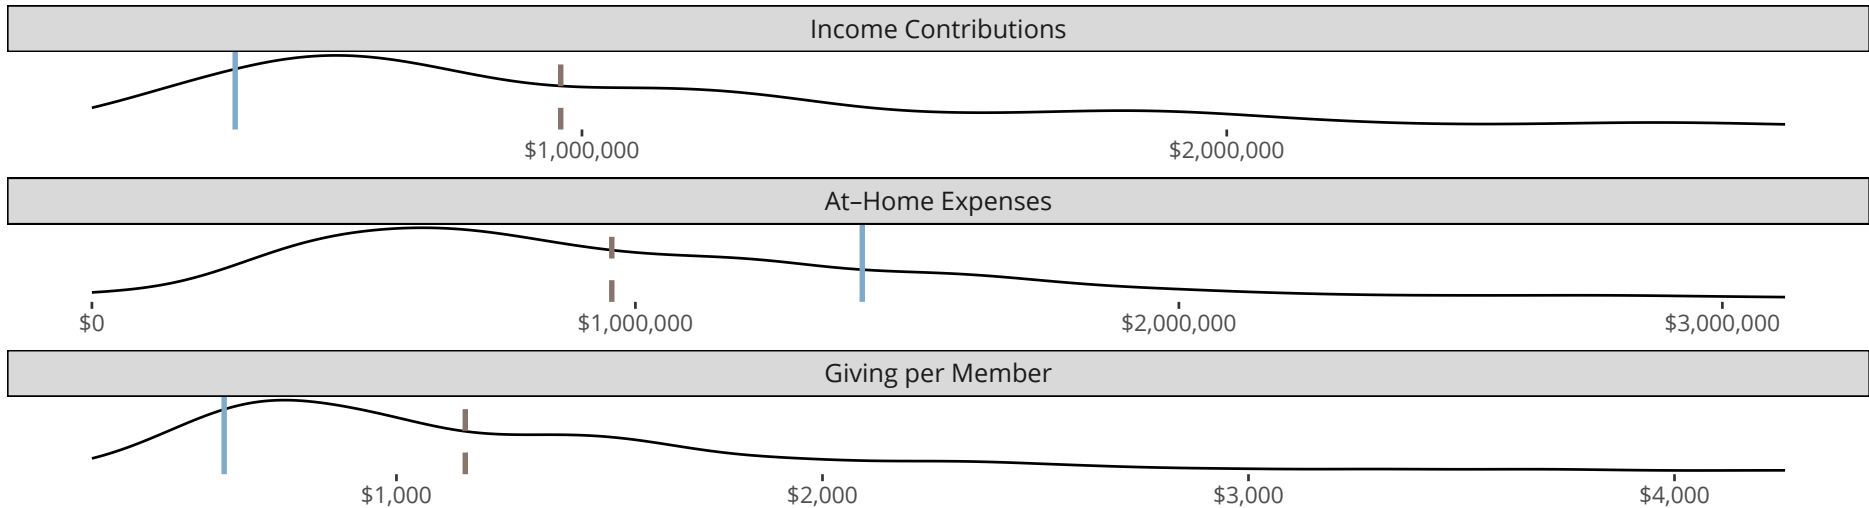 Income Contributions
$1,000,000 $2,000,000
At–Home Expenses
$0 $1,000,000 $2,000,000 $3,000,000
Giving per Member
$1,000 $2,000 $3,000 $4,000